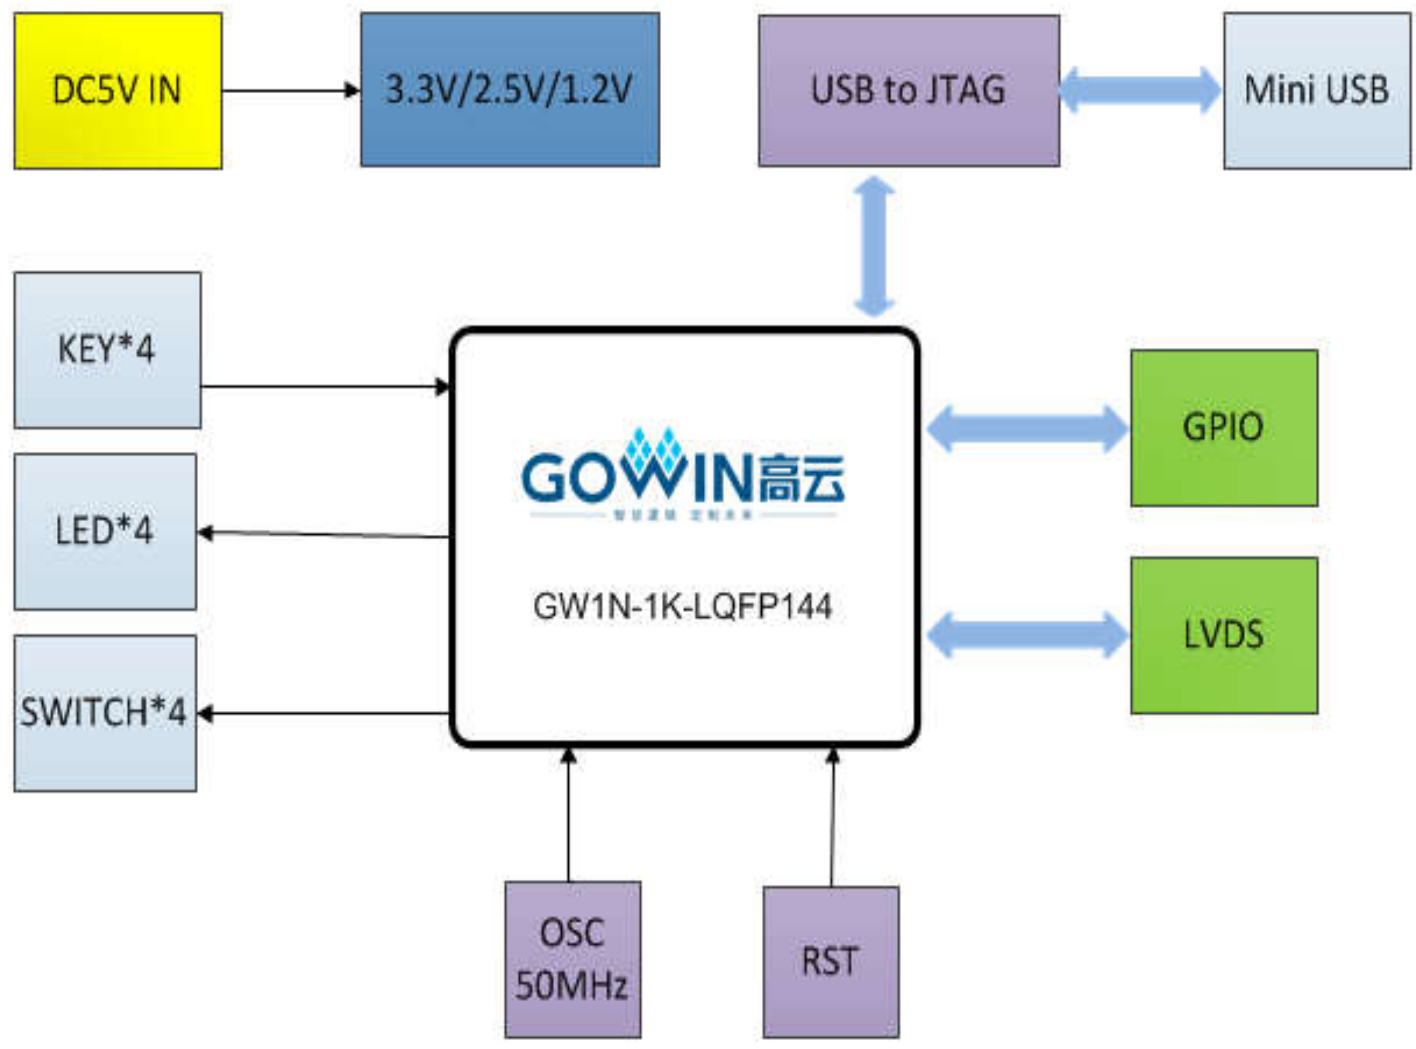 DC5V IN
3.3V/2.5V/1.2V
USB to JTAG
Mini USB
KEY*4
LED*4
SWITCH*4
GOWIN高云
GW1N-1K-LQFP144
GPIO
LVDS
OSC
50MHz
RST